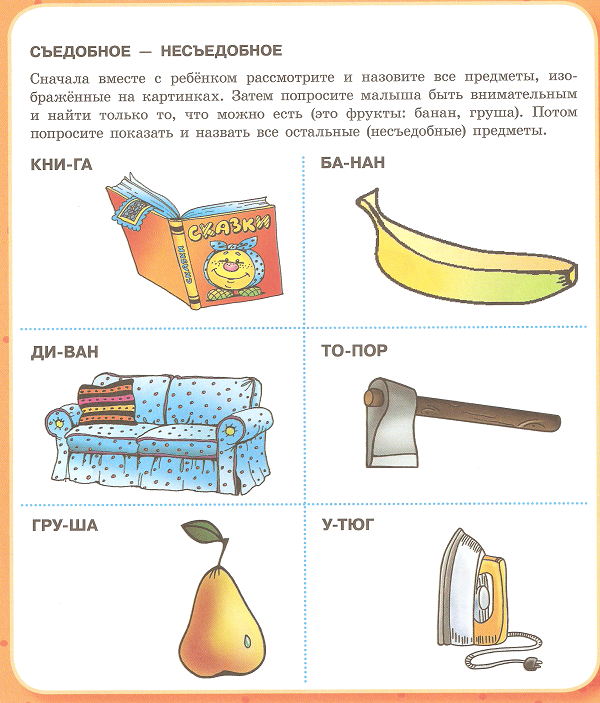 СЪЕДОБНОЕ — НЕСЪЕДОБНОЕ
Сначала вместе с ребёнком рассмотрите и назовите все предметы, изо-
бражённые на картинках. Затем попросите малыша быть внимательным
и найти только то, что можно есть (это фрукты: банан, груша). Потом
попросите показать и назвать все остальные (несъедобные) предметы.
КНИ-ГА
БА-НАН
СКАЗКИ
СКАЗКИ
ДИ-ВАН
ТО-ПОР
ГРУ-ША
У-ТЮГ